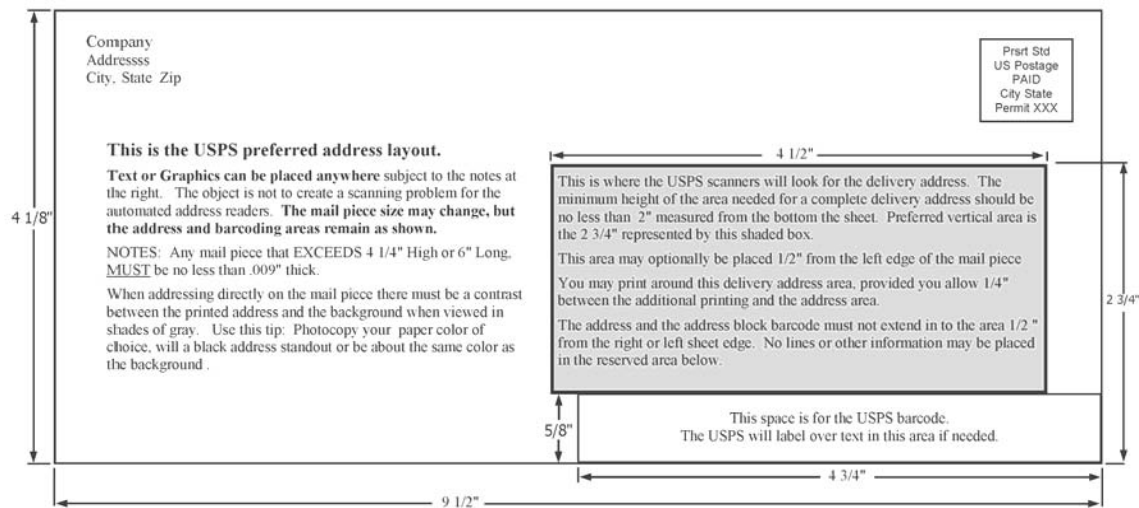 Company
Addressss
City, State Zip
Prsrt Std
US Postage
PAID
City State
Permit XXX
This is the USPS preferred address layout.
Text or Graphics can be placed anywhere subject to the notes at
the right. The object is not to create a scanning problem for the
automated address readers. The mail piece size may change, but
the address and barcoding areas remain as shown.
NOTES: Any mail piece that EXCEEDS 4 1/4" High or 6" Long,
MUST be no less than .009" thick.
When addressing directly on the mail piece there must be a contrast
between the printed address and the background when viewed in
shades of gray. Use this tip: Photocopy your paper color of
choice, will a black address standout or be about the same color as
the background .
4 1/2"
This is where the USPS scanners will look for the delivery address. The
minimum height of the area needed for a complete delivery address should be
no less than 2" measured from the bottom the sheet. Preferred vertical area is
the 2 3/4" represented by this shaded box.
This area may optionally be placed 1/2" from the left edge of the mail piece
You may print around this delivery address area, provided you allow 1/4"
between the additional printing and the address area.
The address and the address block barcode must not extend in to the area 1/2 "
from the right or left sheet edge. No lines or other information may be placed
in the reserved area below.
4 1/8"
2 3/4"
5/8"
This space is for the USPS barcode.
The USPS will label over text in this area if needed.
4 3/4"
9 1/2"